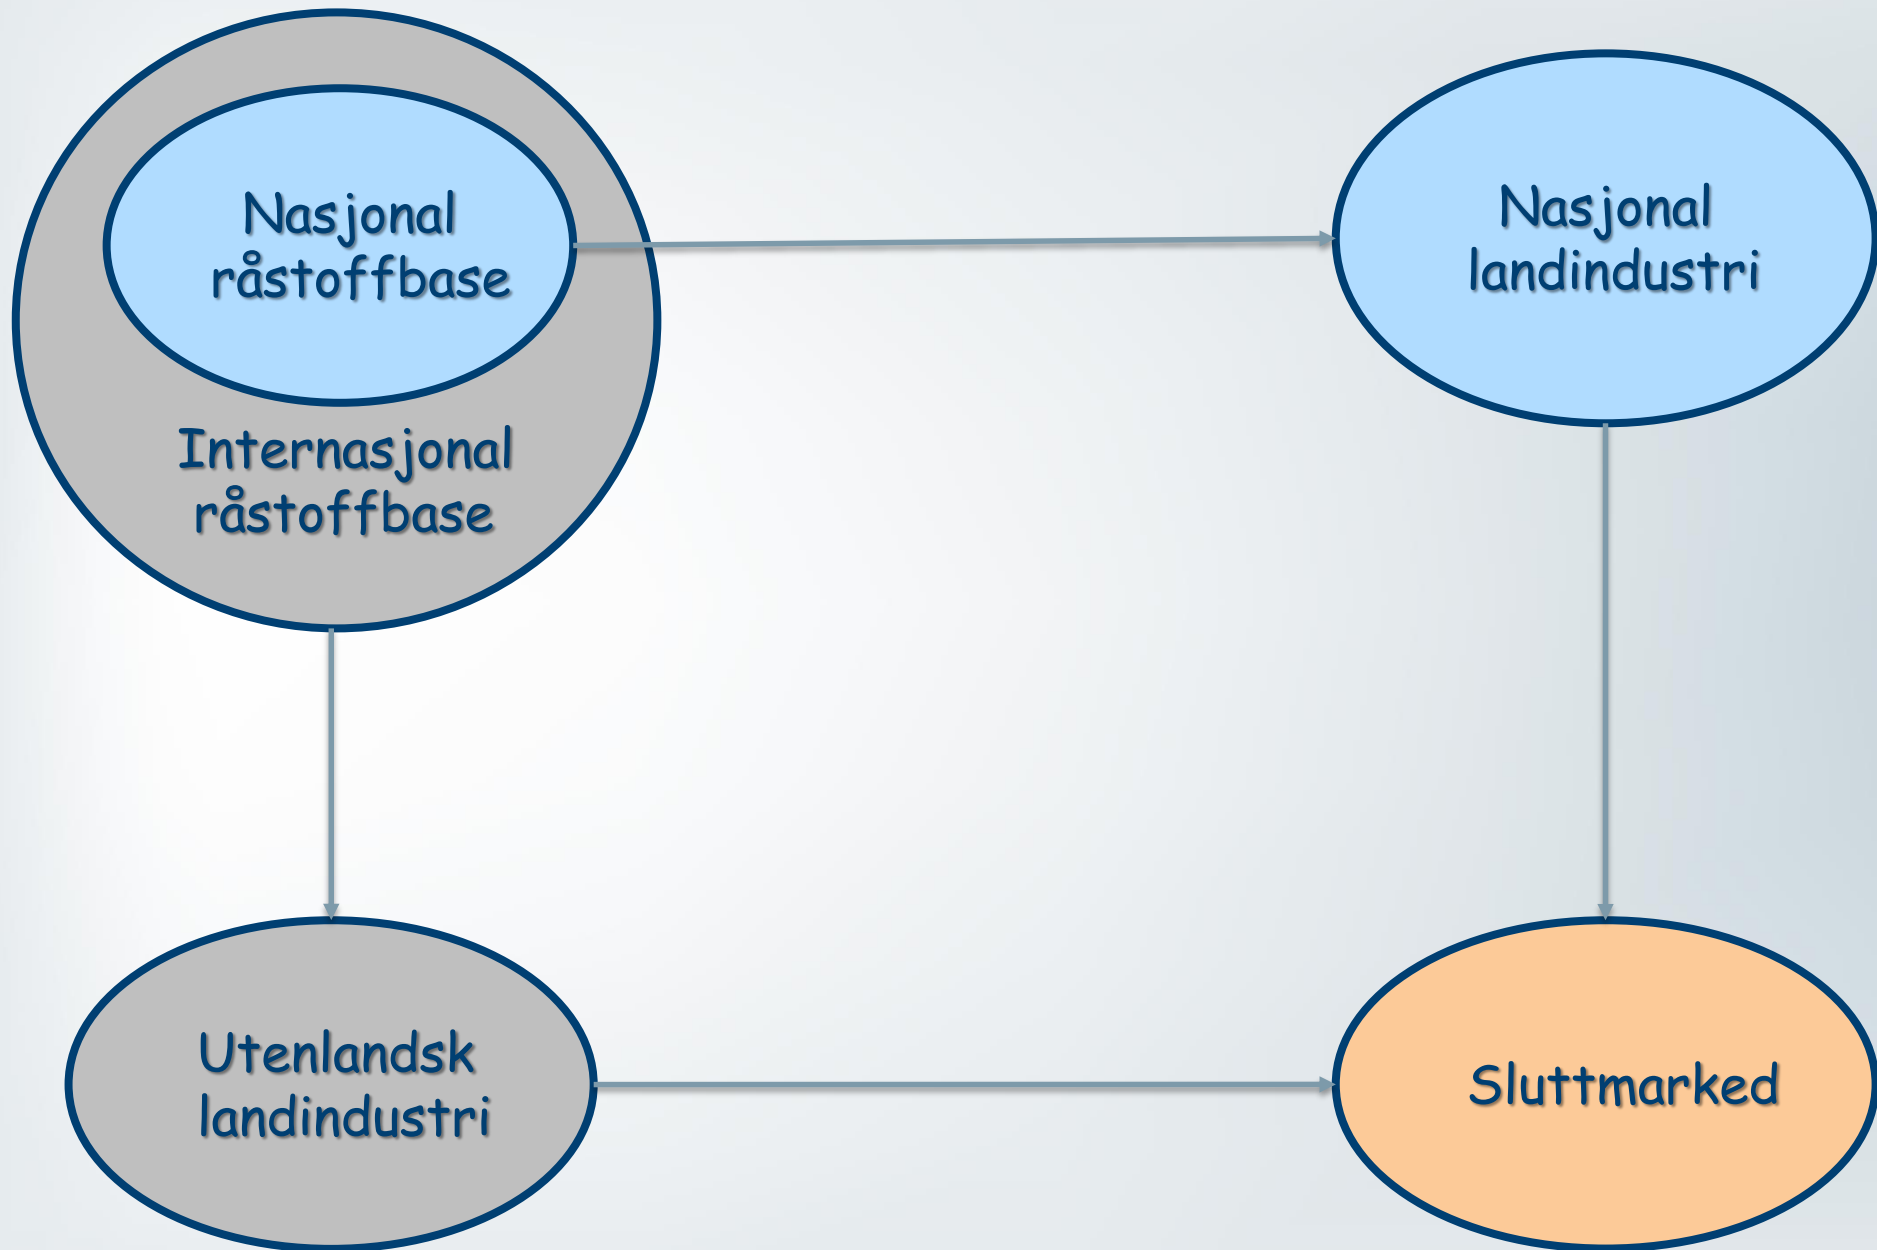 Nasjonal
råstoffbase
Internasjonal
råstoffbase
Nasjonal
landindustri
Utenlandsk
landindustri
Sluttmarked